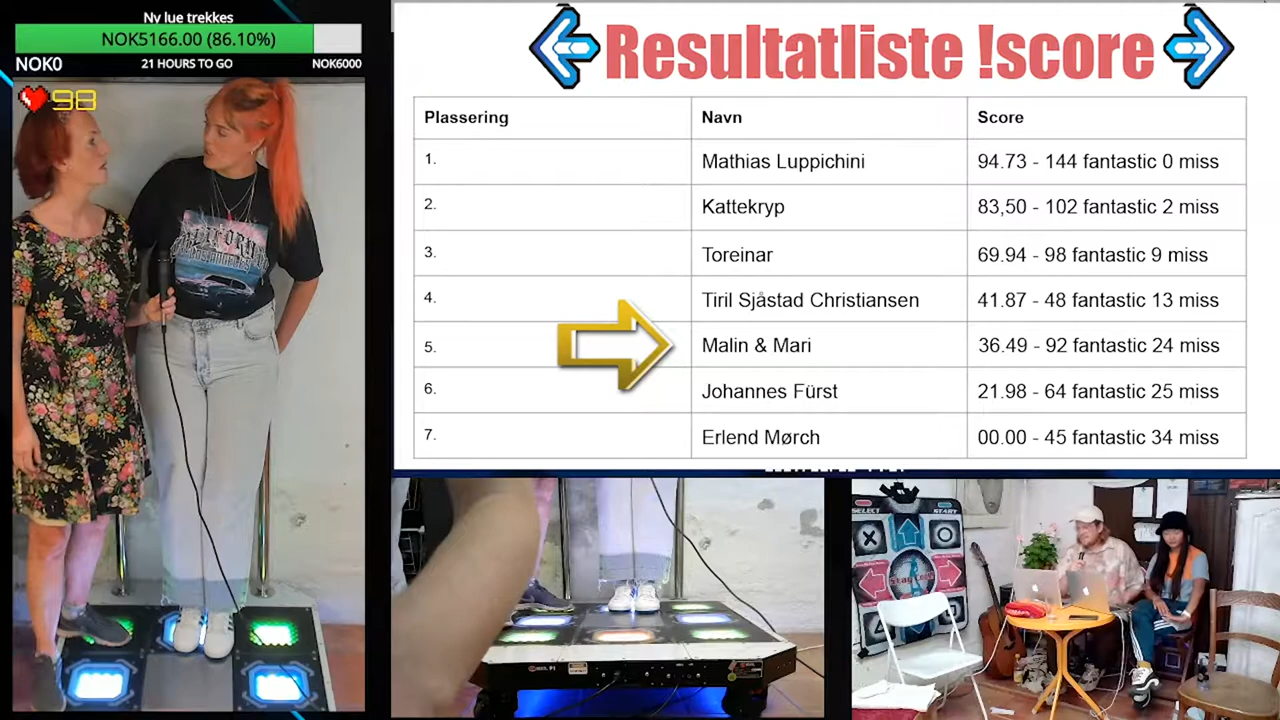 Ny lue trekkes
NOK5166.00 (86.10%)
NOK0 21 HOURS TO GO NOK6000
98
Resultatliste !score
Plassering Navn Score
1. Mathias Luppichini 94.73 - 144 fantastic 0 miss
2. Kattekryp 83,50 - 102 fantastic 2 miss
3. Toreinar 69.94 - 98 fantastic 9 miss
4. Tiril Sjåstad Christiansen 41.87 - 48 fantastic 13 miss
5. Malin & Mari 36.49 - 92 fantastic 24 miss
6. Johannes Fürst 21.98 - 64 fantastic 25 miss
7. Erlend Mørch 00.00 - 45 fantastic 34 miss
SELECT START